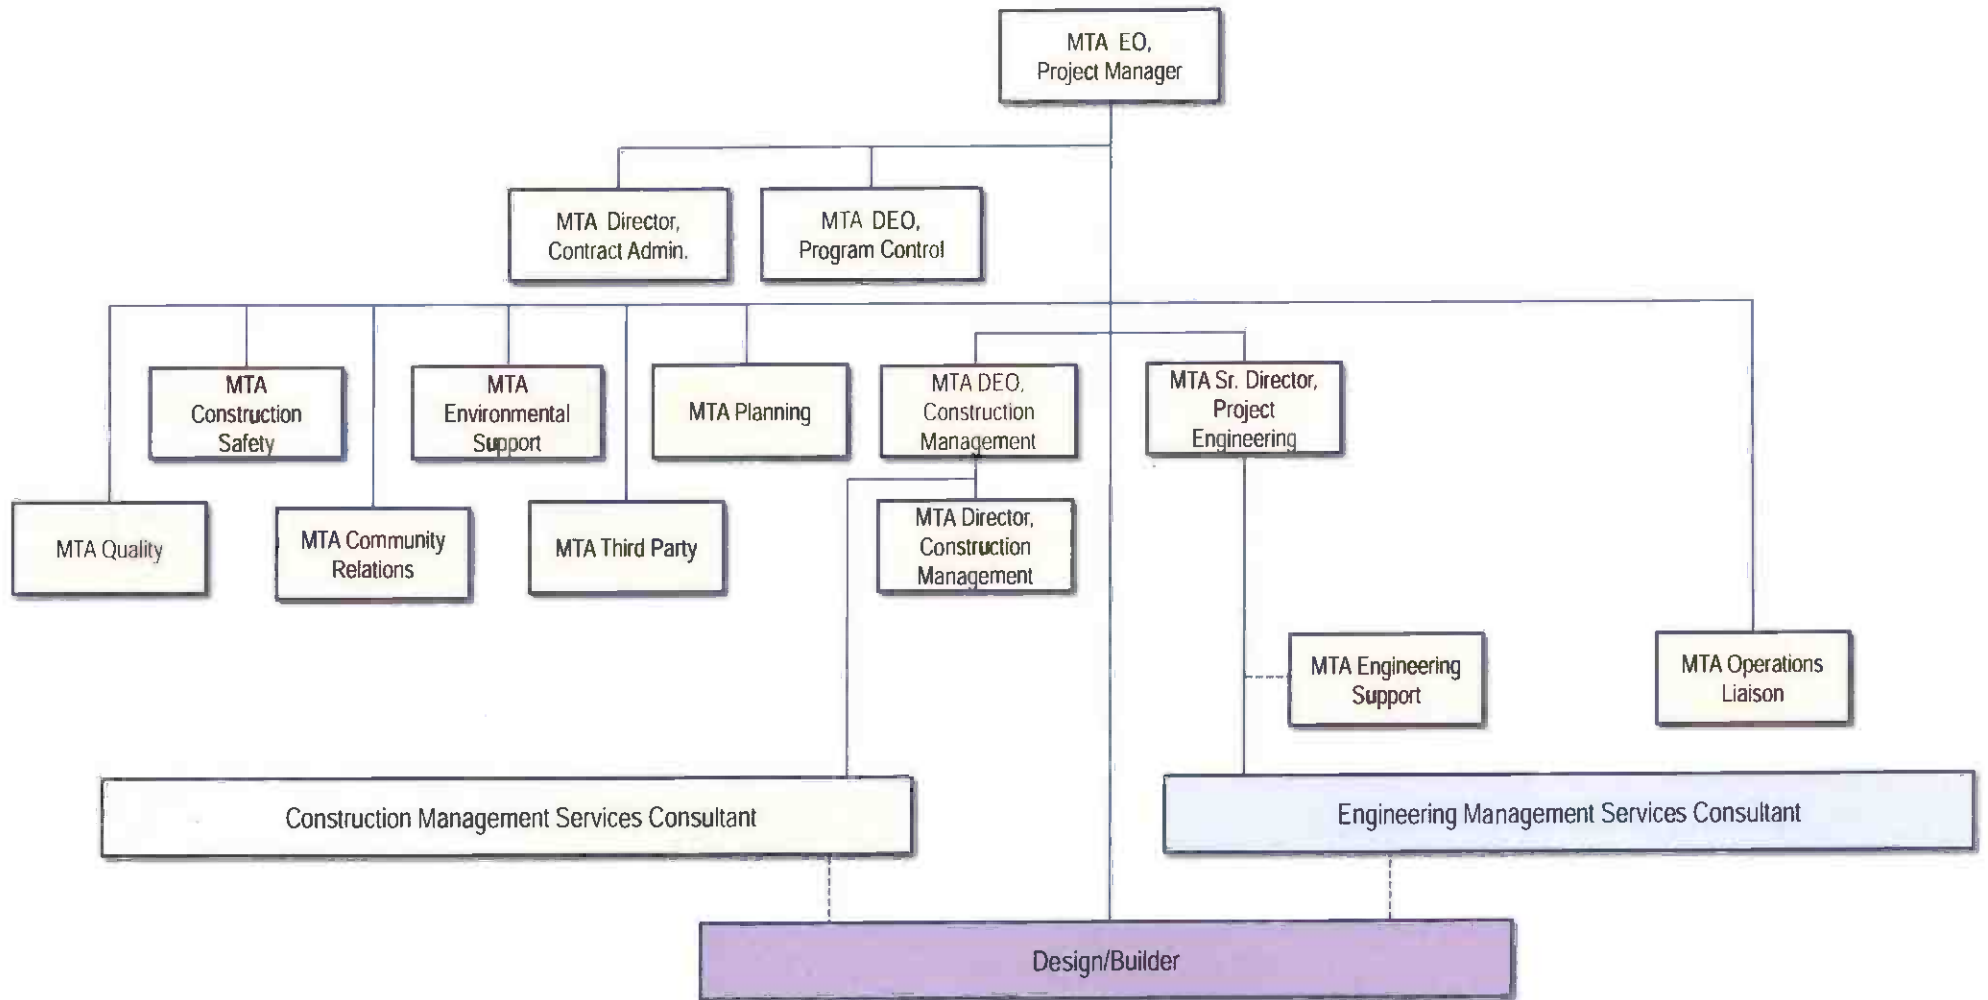 MTA EO,
Project Manager
MTA Director,
Contract Admin.
MTA DEO,
Program Control
MTA
Construction
Safety
MTA
Environmental
Support
MTA Planning
MTA DEO,
Construction
Management
MTA Sr. Director,
Project
Engineering
MTA Quality
MTA Community
Relations
MTA Third Party
MTA Director,
Construction
Management
MTA Engineering
Support
MTA Operations
Liaison
Construction Management Services Consultant
Engineering Management Services Consultant
Design/Builder